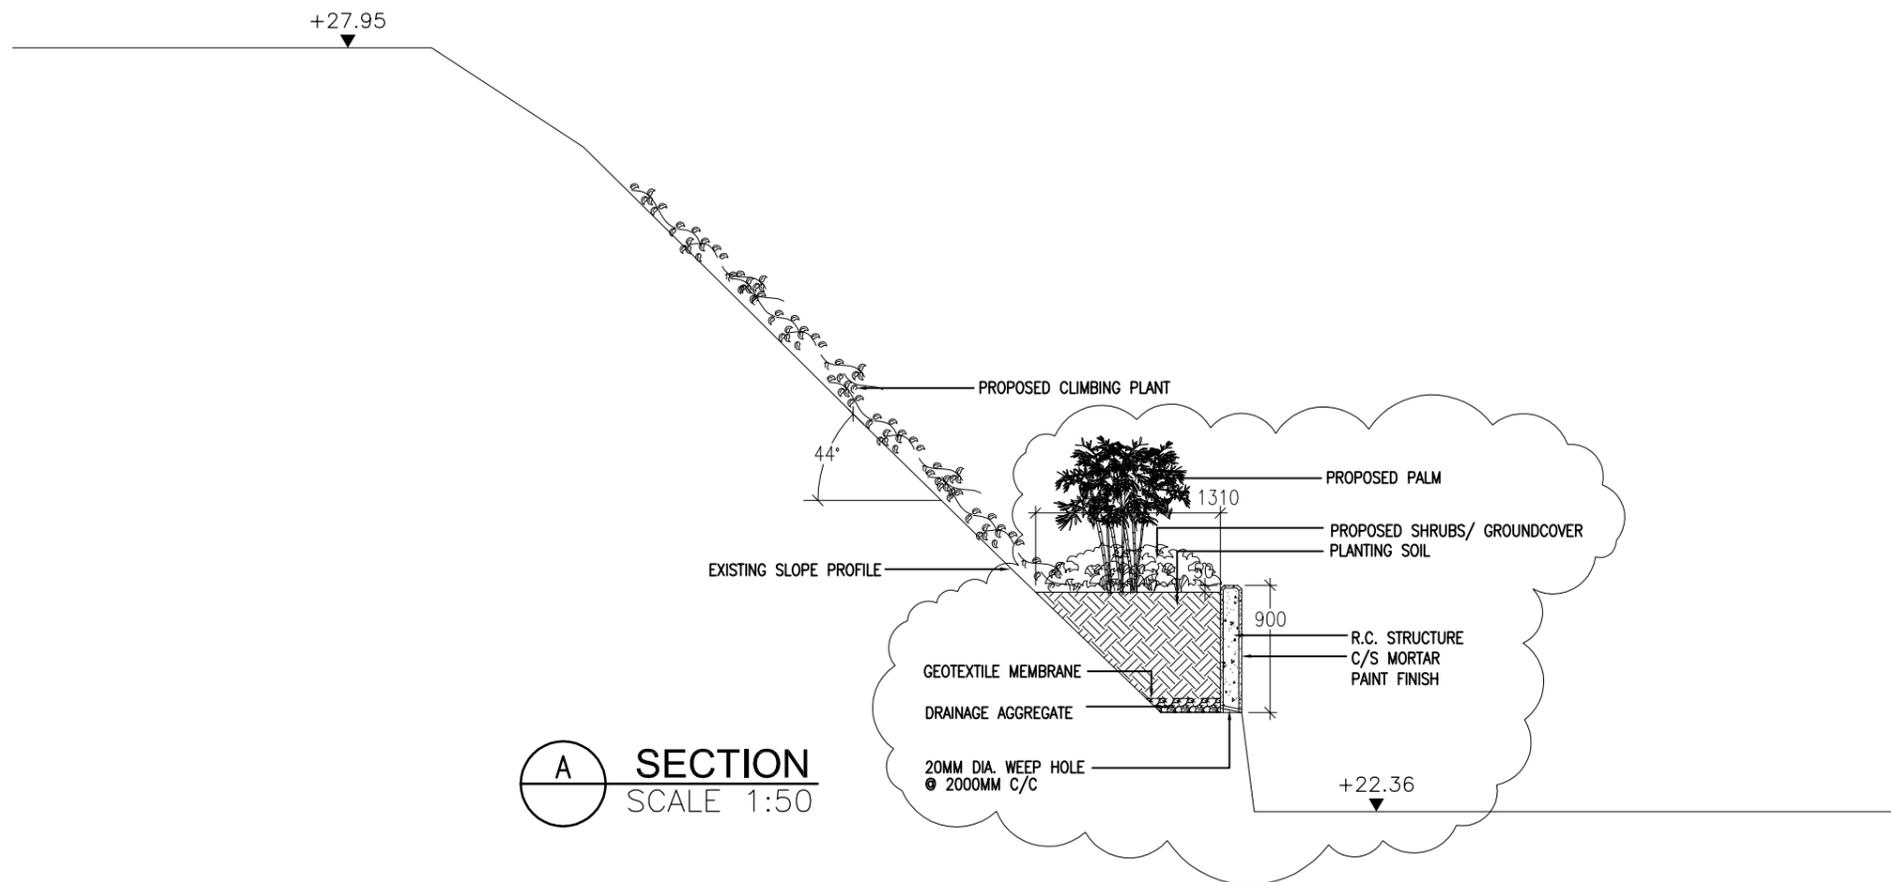 +27.95
PROPOSED CLIMBING PLANT
44°
PROPOSED PALM
1310
PROPOSED SHRUBS/ GROUNDCOVER
PLANTING SOIL
EXISTING SLOPE PROFILE
50
900
R.C. STRUCTURE
C/S MORTAR
PAINT FINISH
GEOTEXTILE MEMBRANE
DRAINAGE AGGREGATE
20MM DIA. WEEP HOLE
@ 2000MM C/C
A
SECTION
SCALE 1:50
+22.36